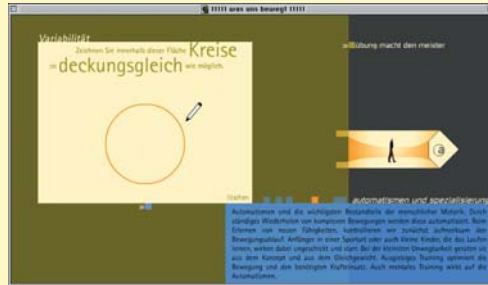 !!!!! was uns bewegt !!!!!
Variabilität
Zeichnen Sie innerhalb dieser Fläche Kreise
so deckungsgleich wie möglich.
löschen
übung macht den meister
@
automatismen und spezialisierung
Automatismen sind die wichtigsten Bestandteile der menschlicher Motorik. Durch
ständiges Wiederholen von komplexen Bewegungen werden diese automatisiert. Beim
Erlernen von neuen Fähigkeiten, kontrollieren wir zunächst aufmerksam den
Bewegungsablauf. Anfänger in einer Sportart oder auch kleine Kinder, die das Laufen
lernen, wirken dabei ungeschickt und starr. Bei der kleinsten Unwegbarkeit geraten sie
aus dem Konzept und aus dem Gleichgewicht. Ausgiebiges Training optimiert die
Bewegung und den benötigten Krafteinsatz. Auch mentales Training wirkt auf die
Automatismen.